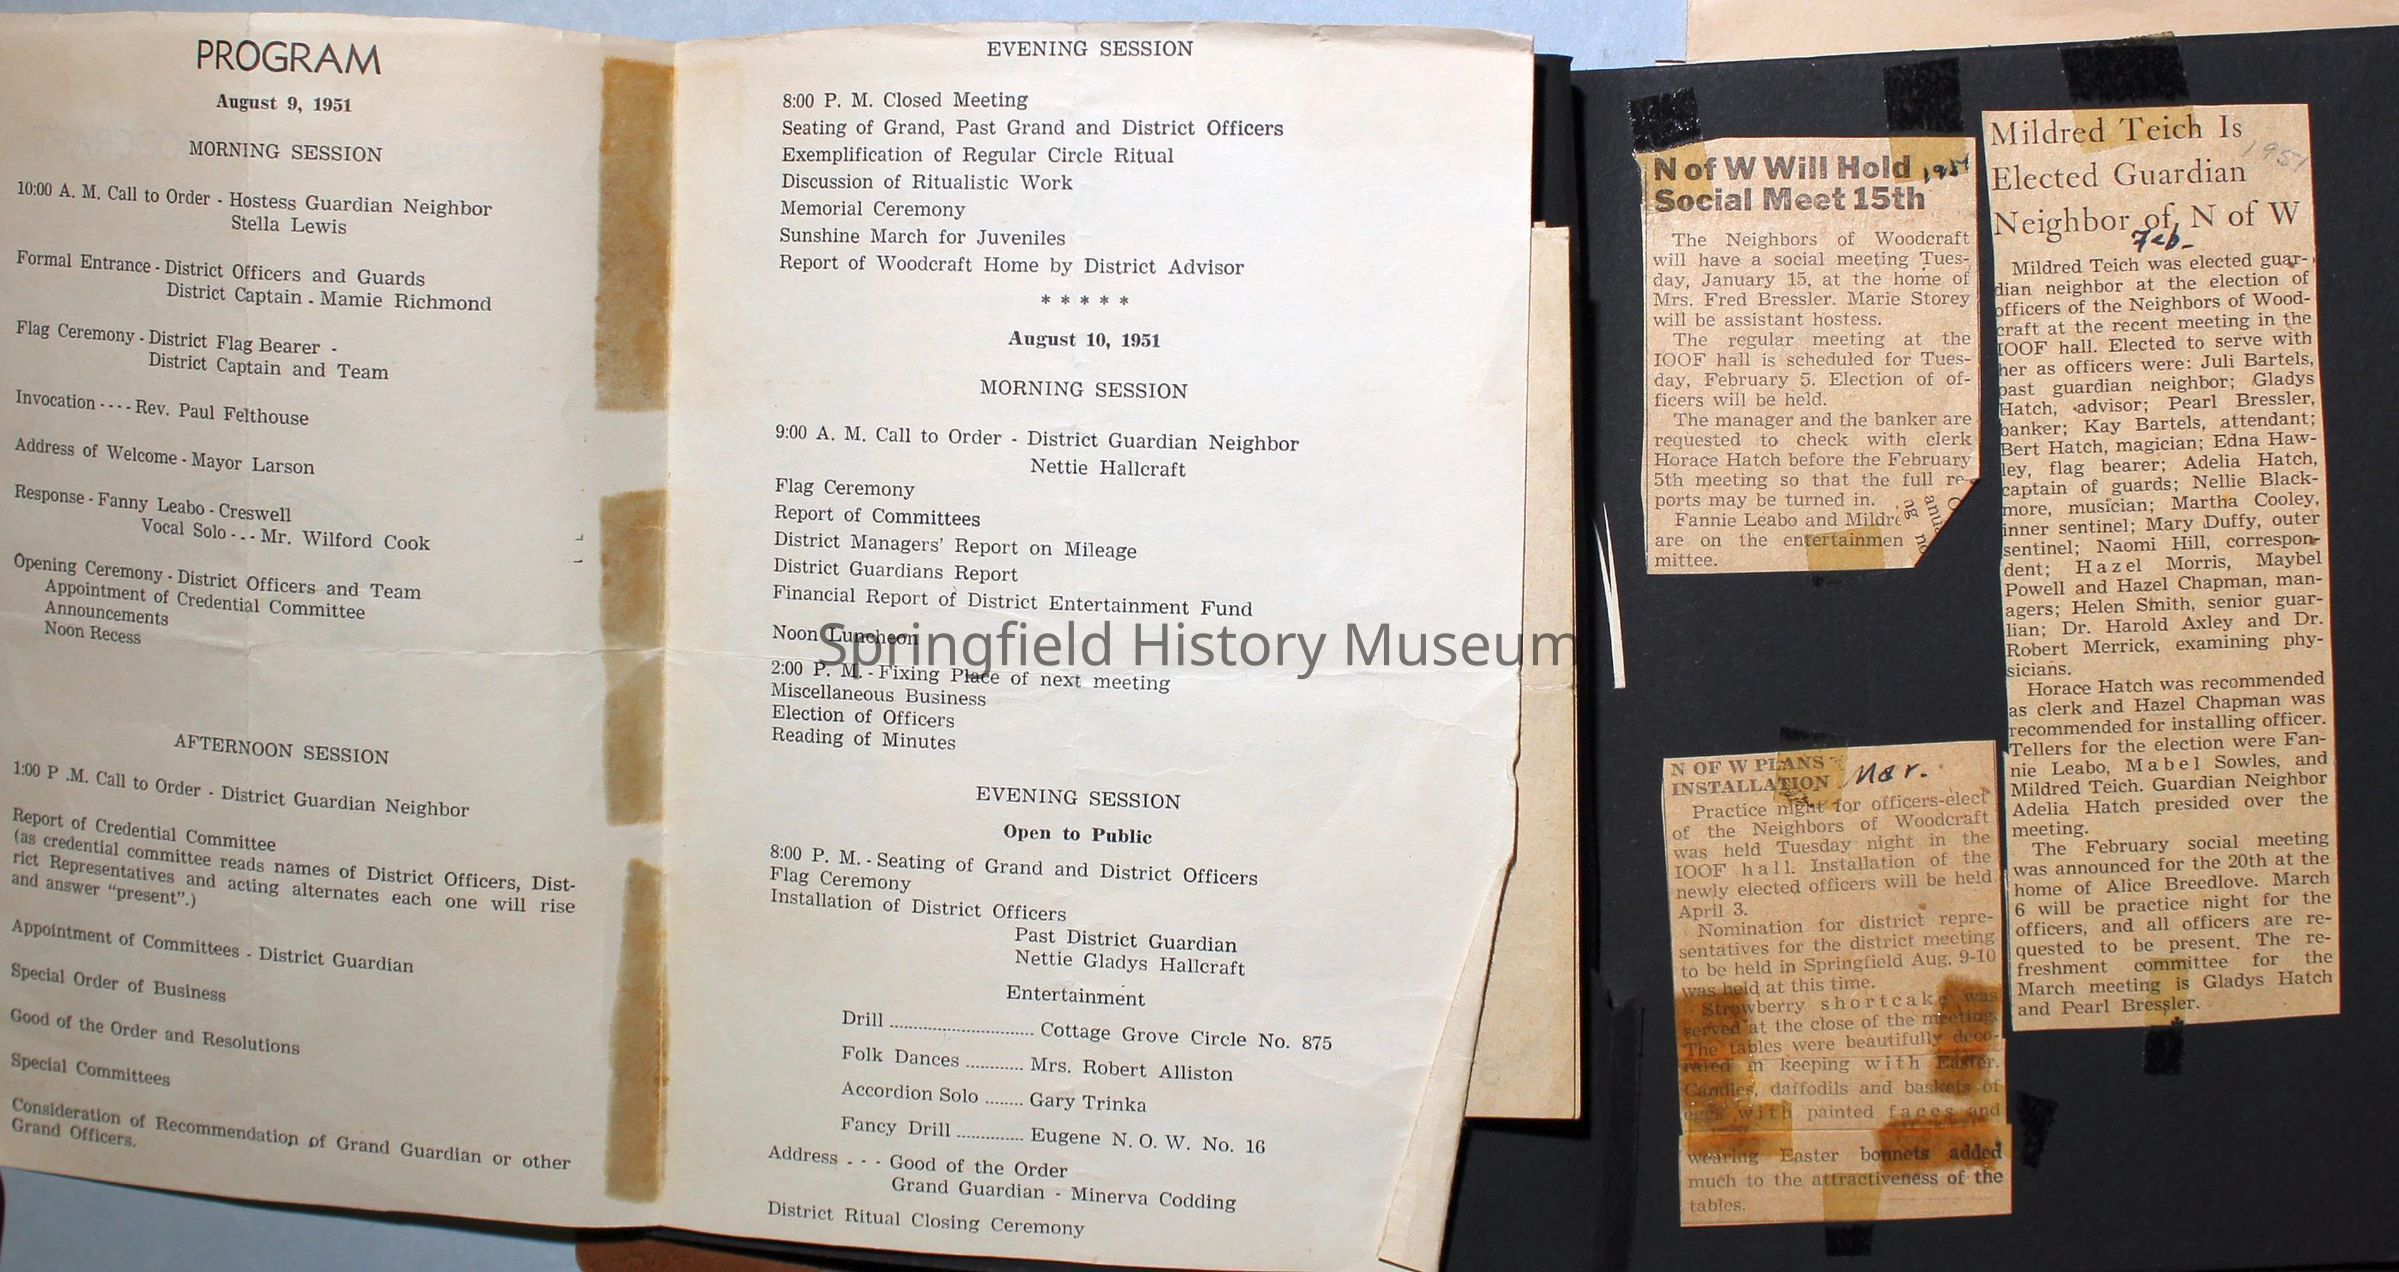 PROGRAM
August 9, 1951
MORNING SESSION
10:00 A. M. Call to Order - Hostess Guardian Neighbor
Stella Lewis
Formal Entrance - District Officers and Guards
District Captain - Mamie Richmond
Flag Ceremony - District Flag Bearer -
District Captain and Team
Invocation - - - - Rev. Paul Felthouse
Address of Welcome - Mayor Larson
Response - Fanny Leabo - Creswell
Vocal Solo - - - Mr. Wilford Cook
Opening Ceremony - District Officers and Team
Appointment of Credential Committee
Announcements
Noon Recess
AFTERNOON SESSION
1:00 P .M. Call to Order - District Guardian Neighbor
Report of Credential Committee
(as credential committee reads names of District Officers, Dist-
rict Representatives and acting alternates each one will rise
and answer "present".)
Appointment of Committees - District Guardian
Special Order of Business
Good of the Order and Resolutions
Special Committees
Consideration of Recommendation of Grand Guardian or other
Grand Officers.
EVENING SESSION
8:00 P. M. Closed Meeting
Seating of Grand, Past Grand and District Officers
Exemplification of Regular Circle Ritual
Discussion of Ritualistic Work
Memorial Ceremony
Sunshine March for Juveniles
Report of Woodcraft Home by District Advisor
* * * * *
August 10, 1951
MORNING SESSION
9:00 A. M. Call to Order - District Guardian Neighbor
Nettie Hallcraft
Flag Ceremony
Report of Committees
District Managers' Report on Mileage
District Guardians Report
Financial Report of District Entertainment Fund
Noon Luncheon
Springfield History Museum
2:00 P. M. - Fixing Place of next meeting
Miscellaneous Business
Election of Officers
Reading of Minutes
EVENING SESSION
Open to Public
8:00 P. M. - Seating of Grand and District Officers
Flag Ceremony
Installation of District Officers
Past District Guardian
Nettie Gladys Hallcraft
Entertainment
Drill ............................ Cottage Grove Circle No. 875
Folk Dances ............ Mrs. Robert Alliston
Accordion Solo ........ Gary Trinka
Fancy Drill .............. Eugene N. O. W. No. 16
Address - - - Good of the Order
Grand Guardian - Minerva Codding
District Ritual Closing Ceremony
N of W Will Hold 1951
Social Meet 15th
The Neighbors of Woodcraft
will have a social meeting Tues-
day, January 15, at the home of
Mrs. Fred Bressler. Marie Storey
will be assistant hostess.
The regular meeting at the
IOOF hall is scheduled for Tues-
day, February 5. Election of of-
ficers will be held.
The manager and the banker are
requested to check with clerk
Horace Hatch before the February
5th meeting so that the full re-
ports may be turned in.
Fannie Leabo and Mildre
are on the entertainmen
mittee.
N OF W PLANS
INSTALLATION Mar.
Practice night for officers-elect
of the Neighbors of Woodcraft
was held Tuesday night in the
IOOF hall. Installation of the
newly elected officers will be held
April 3.
Nomination for district repre-
sentatives for the district meeting
to be held in Springfield Aug. 9-10
was held at this time.
Strawberry shortcake was
served at the close of the meeting.
The tables were beautifully deco-
rated in keeping with Easter.
Candles, daffodils and baskets of
eggs with painted faces and
wearing Easter bonnets added
much to the attractiveness of the
tables.
Mildred Teich Is
1951
Elected Guardian
Neighbor of N of W
Feb-
Mildred Teich was elected guar-
dian neighbor at the election of
officers of the Neighbors of Wood-
craft at the recent meeting in the
IOOF hall. Elected to serve with
her as officers were: Juli Bartels,
past guardian neighbor; Gladys
Hatch, advisor; Pearl Bressler,
banker; Kay Bartels, attendant;
Bert Hatch, magician; Edna Haw-
ley, flag bearer; Adelia Hatch,
captain of guards; Nellie Black-
more, musician; Martha Cooley,
inner sentinel; Mary Duffy, outer
sentinel; Naomi Hill, correspon-
dent; Hazel Morris, Maybel
Powell and Hazel Chapman, man-
agers; Helen Smith, senior guar-
lian; Dr. Harold Axley and Dr.
Robert Merrick, examining phy-
sicians.
Horace Hatch was recommended
as clerk and Hazel Chapman was
recommended for installing officer.
Tellers for the election were Fan-
nie Leabo, Mabel Sowles, and
Mildred Teich. Guardian Neighbor
Adelia Hatch presided over the
meeting.
The February social meeting
was announced for the 20th at the
home of Alice Breedlove. March
6 will be practice night for the
officers, and all officers are re-
quested to be present. The re-
freshment committee for the
March meeting is Gladys Hatch
and Pearl Bressler.